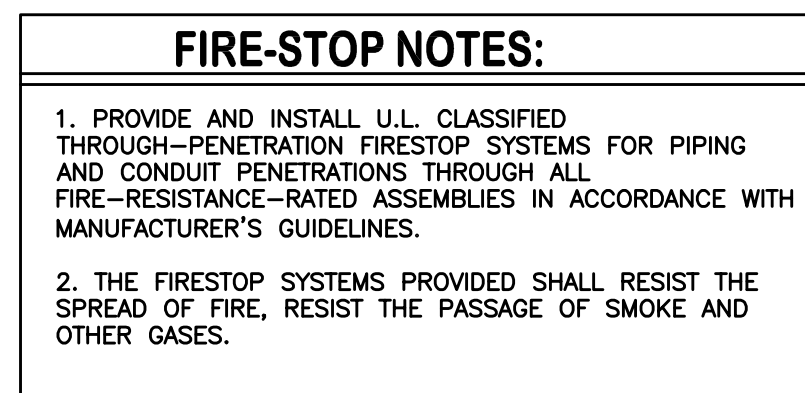 FIRE-STOP NOTES:
1. PROVIDE AND INSTALL U.L. CLASSIFIED
THROUGH-PENETRATION FIRESTOP SYSTEMS FOR PIPING
AND CONDUIT PENETRATIONS THROUGH ALL
FIRE-RESISTANCE-RATED ASSEMBLIES IN ACCORDANCE WITH
MANUFACTURER'S GUIDELINES.
2. THE FIRESTOP SYSTEMS PROVIDED SHALL RESIST THE
SPREAD OF FIRE, RESIST THE PASSAGE OF SMOKE AND
OTHER GASES.